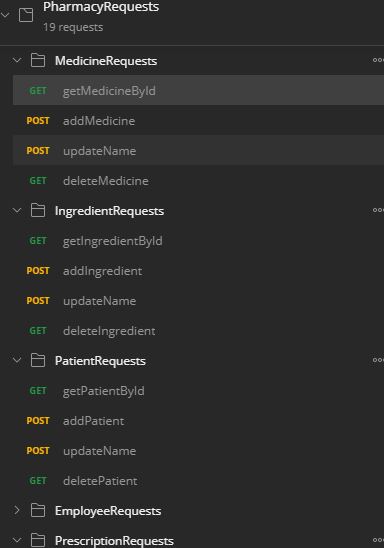 PharmacyRequests
19 requests
MedicineRequests
GET getMedicineById
POST addMedicine
POST updateName
GET deleteMedicine
IngredientRequests
GET getIngredientById
POST addIngredient
POST updateName
GET deleteIngredient
PatientRequests
GET getPatientById
POST addPatient
POST updateName
GET deletePatient
EmployeeRequests
PrescriptionRequests